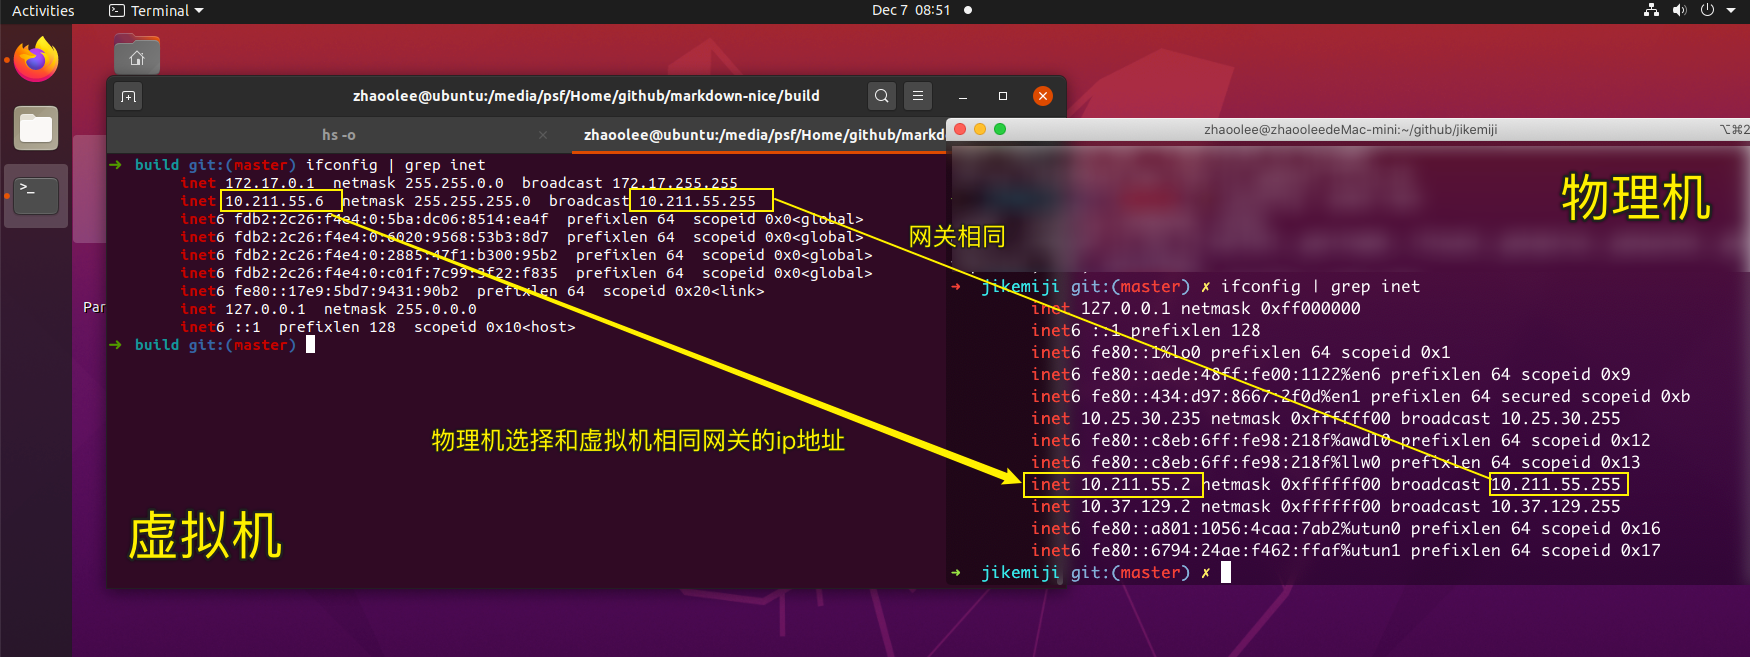 Activities
Terminal
Dec 7 08:51
zhaoolee@ubuntu:/media/psf/Home/github/markdown-nice/build
hs -o
zhaoolee@ubuntu:/media/psf/Home/github/markd
➜ build git:(master) ifconfig | grep inet
inet 172.17.0.1 netmask 255.255.0.0 broadcast 172.17.255.255
inet 10.211.55.6 netmask 255.255.255.0 broadcast 10.211.55.255
inet6 fdb2:2c26:f4e4:0:5ba:dc06:8514:ea4f prefixlen 64 scopeid 0x0<global>
inet6 fdb2:2c26:f4e4:0:6020:9568:53b3:8d7 prefixlen 64 scopeid 0x0<global>
inet6 fdb2:2c26:f4e4:0:2885:47f1:b300:95b2 prefixlen 64 scopeid 0x0<global>
inet6 fdb2:2c26:f4e4:0:c01f:7c99:3f22:f835 prefixlen 64 scopeid 0x0<global>
inet6 fe80::17e9:5bd7:9431:90b2 prefixlen 64 scopeid 0x20<link>
inet 127.0.0.1 netmask 255.0.0.0
inet6 ::1 prefixlen 128 scopeid 0x10<host>
➜ build git:(master)
Par
物理机选择和虚拟机相同网关的ip地址
虚拟机
网关相同
zhaoolee@zhaooleedeMac-mini:~/github/jikemiji
⌥⌘2
物理机
➜ jikemiji git:(master) ✗ ifconfig | grep inet
inet 127.0.0.1 netmask 0xff000000
inet6 ::1 prefixlen 128
inet6 fe80::1%lo0 prefixlen 64 scopeid 0x1
inet6 fe80::aede:48ff:fe00:1122%en6 prefixlen 64 scopeid 0x9
inet6 fe80::434:d97:8667:2f0d%en1 prefixlen 64 secured scopeid 0xb
inet 10.25.30.235 netmask 0xffffff00 broadcast 10.25.30.255
inet6 fe80::c8eb:6ff:fe98:218f%awdl0 prefixlen 64 scopeid 0x12
inet6 fe80::c8eb:6ff:fe98:218f%llw0 prefixlen 64 scopeid 0x13
inet 10.211.55.2 netmask 0xffffff00 broadcast 10.211.55.255
inet 10.37.129.2 netmask 0xffffff00 broadcast 10.37.129.255
inet6 fe80::a801:1056:4caa:7ab2%utun0 prefixlen 64 scopeid 0x16
inet6 fe80::6794:24ae:f462:ffaf%utun1 prefixlen 64 scopeid 0x17
➜ jikemiji git:(master) ✗